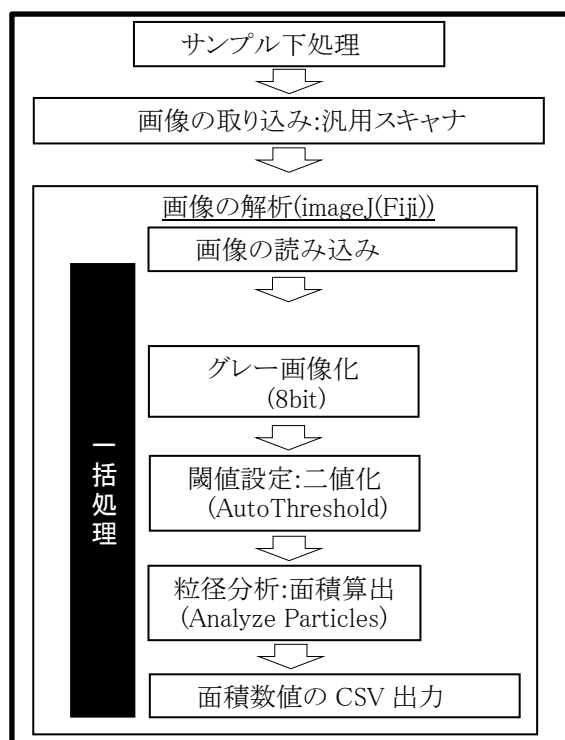 サンプル下処理
画像の取り込み:汎用スキャナ
画像の解析(imageJ(Fiji))
画像の読み込み
一括処理
グレー画像化
(8bit)
閾値設定:二値化
(AutoThreshold)
粒径分析:面積算出
(Analyze Particles)
面積数値の CSV 出力